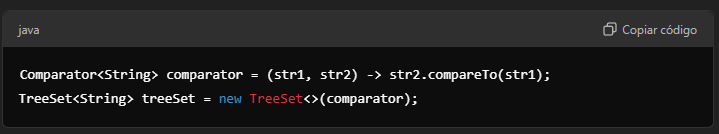 java
Copiar código
Comparator<String> comparator = (str1, str2) -> str2.compareTo(str1);
TreeSet<String> treeSet = new TreeSet<>(comparator);